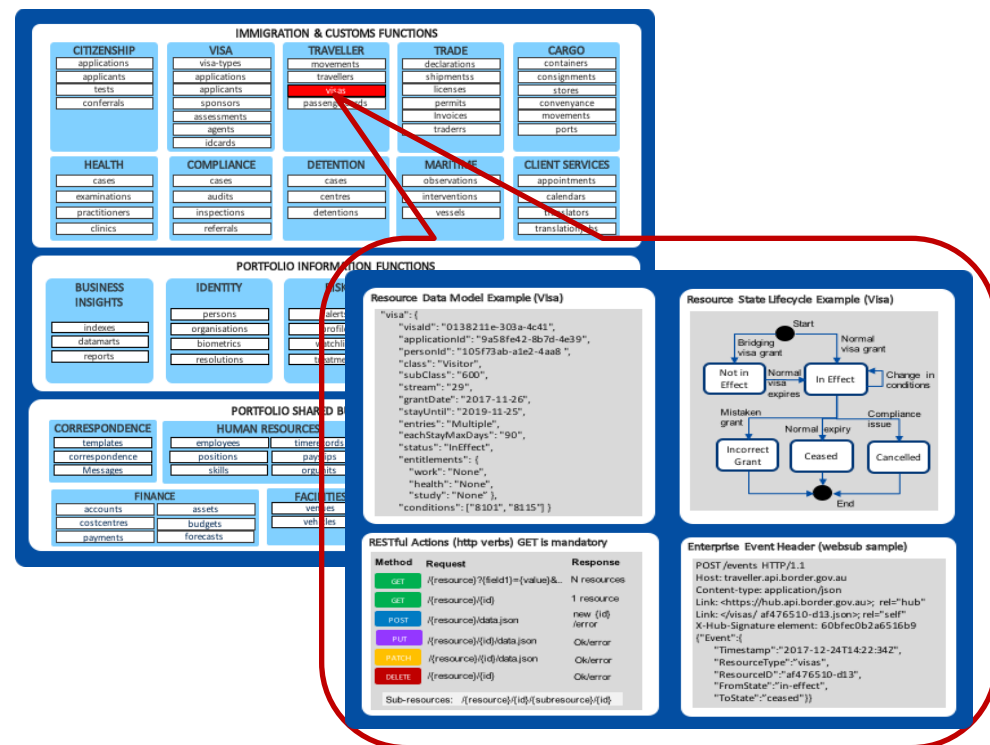 IMMIGRATION & CUSTOMS FUNCTIONS
CITIZENSHIP
applications
applicants
tests
conferrals
VISA
visa-types
applications
applicants
sponsors
assessments
agents
idcards
TRAVELLER
movements
travellers
visas
TRADE
declarations
shipmentss
licenses
permits
Invoices
traderrs
CARGO
containers
consignments
stores
convenyance
movements
ports
HEALTH
cases
examinations
practitioners
clinics
COMPLIANCE
cases
audits
inspections
referrals
DETENTION
cases
centres
detentions
MARITIME
observations
interventions
vessels
CLIENT SERVICES
appointments
calendars
translators
PORTFOLIO INFORMATION FUNCTIONS
BUSINESS
INSIGHTS
indexes
datamarts
reports
IDENTITY
persons
organisations
biometrics
resolutions
PORTFOLIO SHARED
CORRESPONDENCE
templates
correspondence
Messages
HUMAN RESOURCES
employees
positions
skills
FINANCE
accounts
costcentres
payments
assets
budgets
forecasts
FACILITIES
Resource Data Model Example (Visa)
"visa": {
"visaId": "0138211e-303a-4c41",
"applicationId": "9a58fe42-8b7d-4e39",
"personId": "105f73ab-a1e2-4aa8 ",
"class": "Visitor",
"subClass": "600",
"stream": "29",
"grantDate": "2017-11-26",
"stayUntil": "2019-11-25",
"entries": "Multiple",
"eachStayMaxDays": "90",
"status": "InEffect",
"entitlements": {
"work": "None",
"health": "None",
"study": "None" },
"conditions": ["8101", "8115"] }
Resource State Lifecycle Example (Visa)
Start
Bridging
visa grant
Normal
visa grant
Not in
Effect
Normal
visa
expires
In Effect
Change in
conditions
Mistaken
grant
Normal expiry
Compliance
issue
Incorrect
Grant
Ceased
Cancelled
End
RESTful Actions (http verbs) GET is mandatory
Method Request Response
GET /{resource}?{field1}={value}&.. N resources
GET /{resource}/{id} 1 resource
POST /{resource}/data.json new {id}
/error
PUT /{resource}/{id}/data.json Ok/error
PATCH /{resource}/{id}/data.json Ok/error
DELETE /{resource}/{id} Ok/error
Sub-resources: /{resource}/{id}/{subresource}/{id}
Enterprise Event Header (websub sample)
POST /events HTTP/1.1
Host: traveller.api.border.gov.au
Content-type: application/json
Link: <https://hub.api.border.gov.au>; rel="hub"
Link: </visas/ af476510-d13.json>; rel="self"
X-Hub-Signature element: 60bfec0b2a6516b9
{"Event":{
"Timestamp":"2017-12-24T14:22:34Z",
"ResourceType":"visas",
"ResourceID":"af476510-d13",
"FromState":"in-effect",
"ToState":"ceased"}}